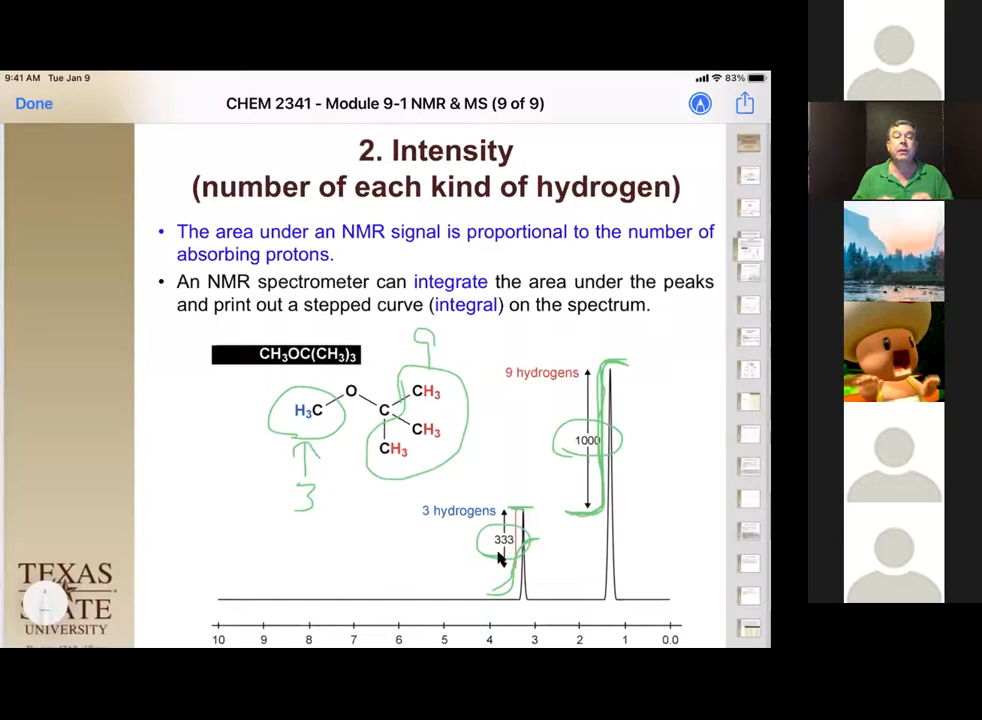 9:41 AM Tue Jan 9
83%
Done
CHEM 2341 - Module 9-1 NMR & MS (9 of 9)
2. Intensity
(number of each kind of hydrogen)
• The area under an NMR signal is proportional to the number of
absorbing protons.
• An NMR spectrometer can integrate the area under the peaks
and print out a stepped curve (integral) on the spectrum.
9
CH₃OC(CH₃)₃
9 hydrogens
O
CH₃
H₃C
C
CH₃
1000
CH₃
3
3 hydrogens
333
TEXAS
STATE
UNIVERSITY
10 9 8 7 6 5 4 3 2 1 0.0